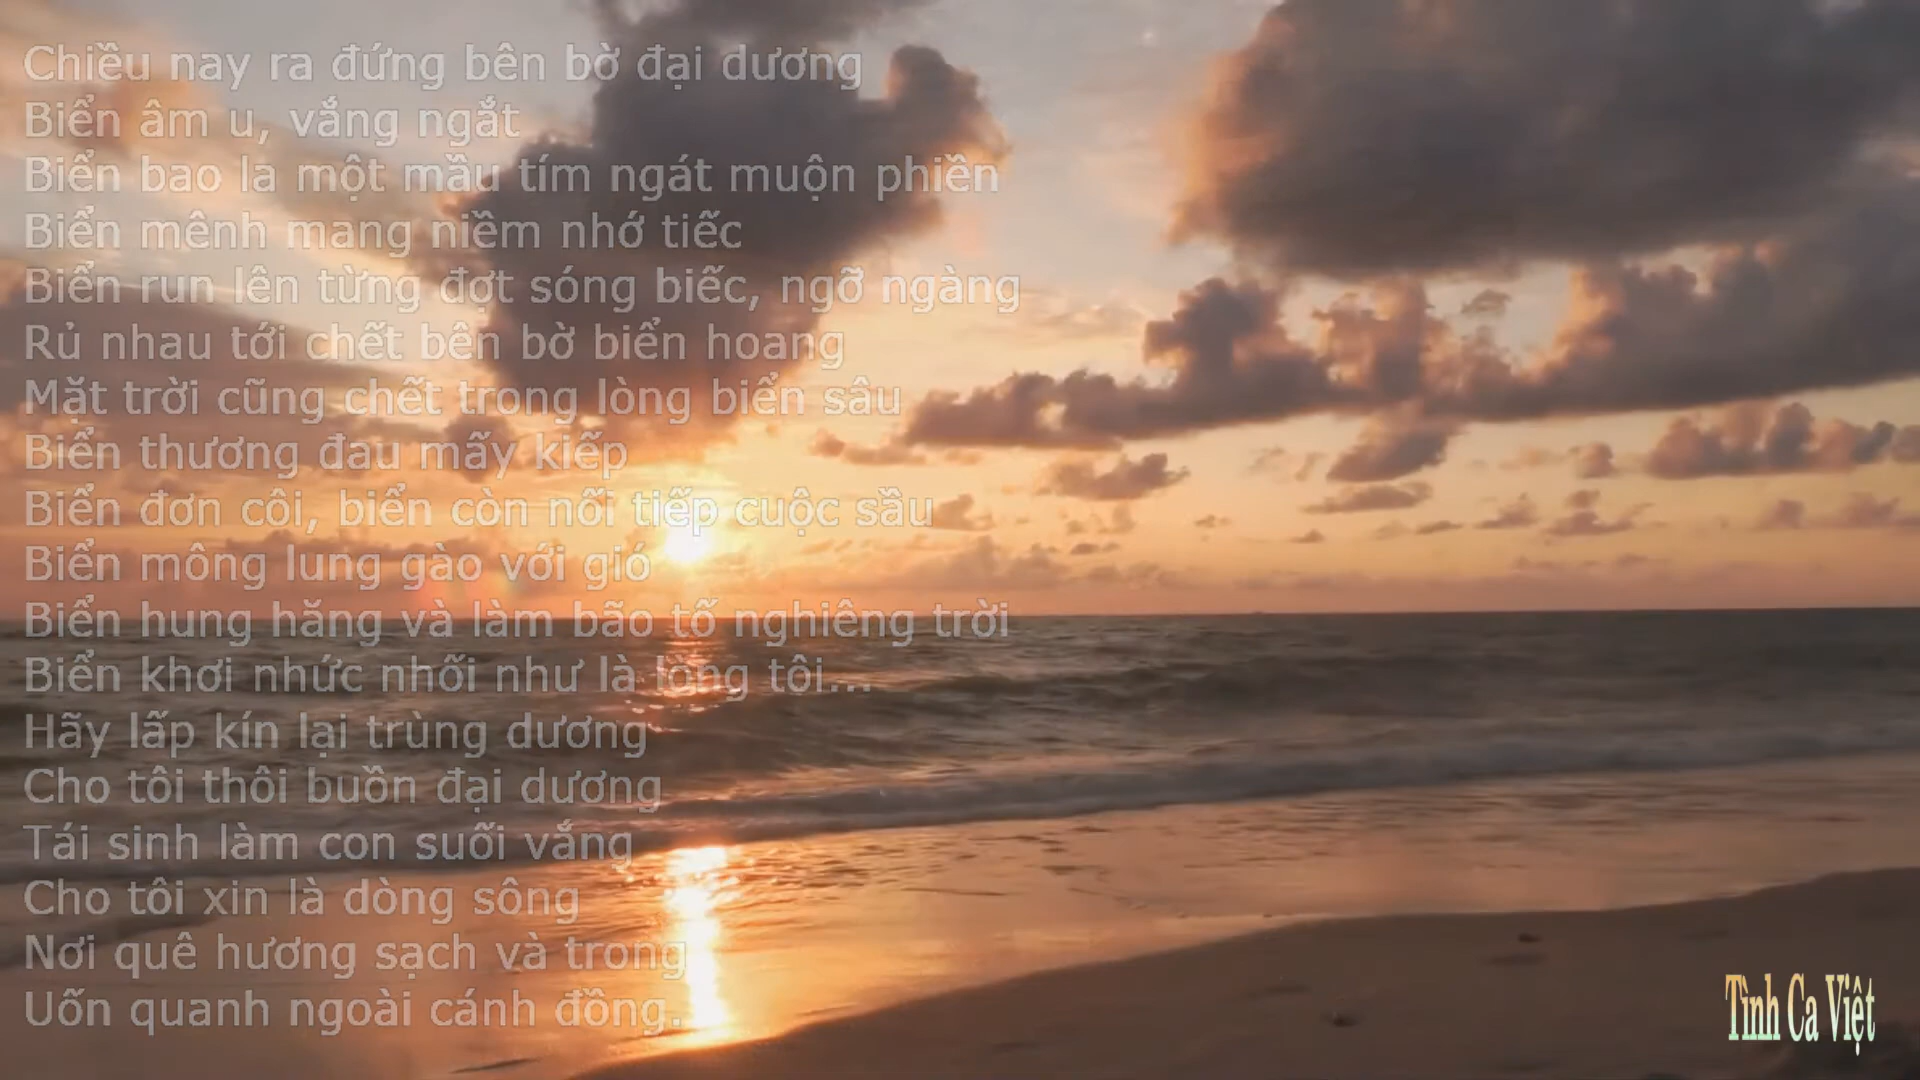 Chiều nay ra đứng bên bờ đại dương
Biển âm u, vắng ngắt
Biển bao la một mầu tím ngát muộn phiền
Biển mênh mang niềm nhớ tiếc
Biển run lên từng đợt sóng biếc, ngỡ ngàng
Rủ nhau tới chết bên bờ biển hoang
Mặt trời cũng chết trong lòng biển sâu
Biển thương đau mấy kiếp
Biển đơn côi, biển còn nối tiếp cuộc sầu
Biển mông lung gào với gió
Biển hung hăng và làm bão tố nghiêng trời
Biển khơi nhức nhối như là lòng tôi...
Hãy lấp kín lại trùng dương
Cho tôi thôi buồn đại dương
Tái sinh làm con suối vắng
Cho tôi xin là dòng sông
Nơi quê hương sạch và trong
Uốn quanh ngoài cánh đồng.
Tình Ca Việt